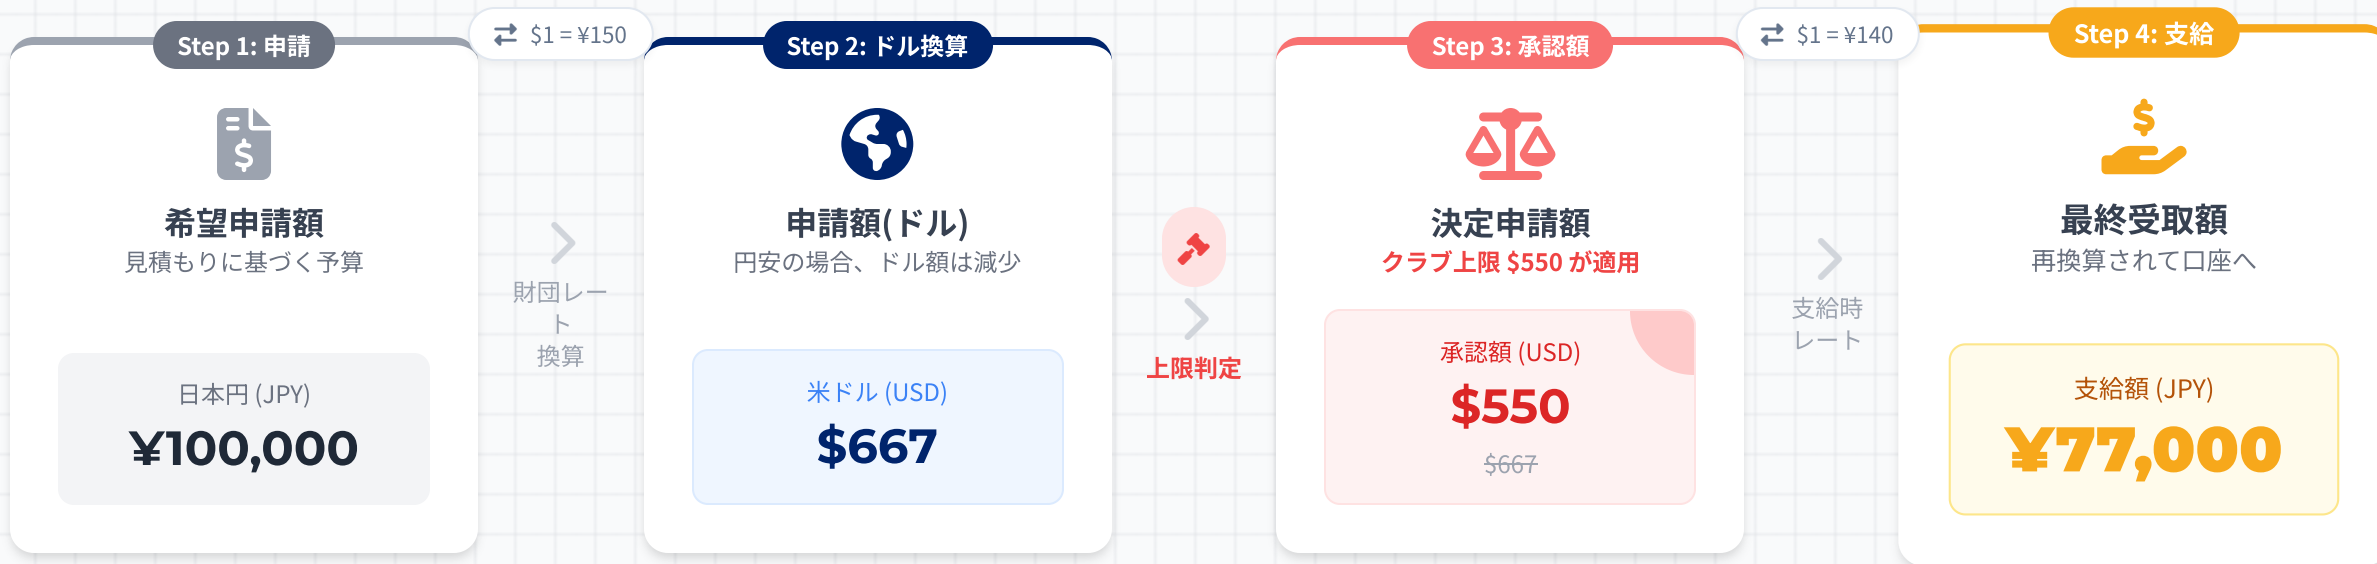 Step 1: 申請
希望申請額
見積もりに基づく予算
日本円 (JPY)
¥100,000
$1 = ¥150
財団レー
ト
換算
Step 2: ドル換算
申請額(ドル)
円安の場合、ドル額は減少
米ドル (USD)
$667
上限判定
Step 3: 承認額
決定申請額
クラブ上限 $550 が適用
承認額 (USD)
$550
$667
$1 = ¥140
支給時
レート
Step 4: 支給
最終受取額
再換算されて口座へ
支給額 (JPY)
¥77,000